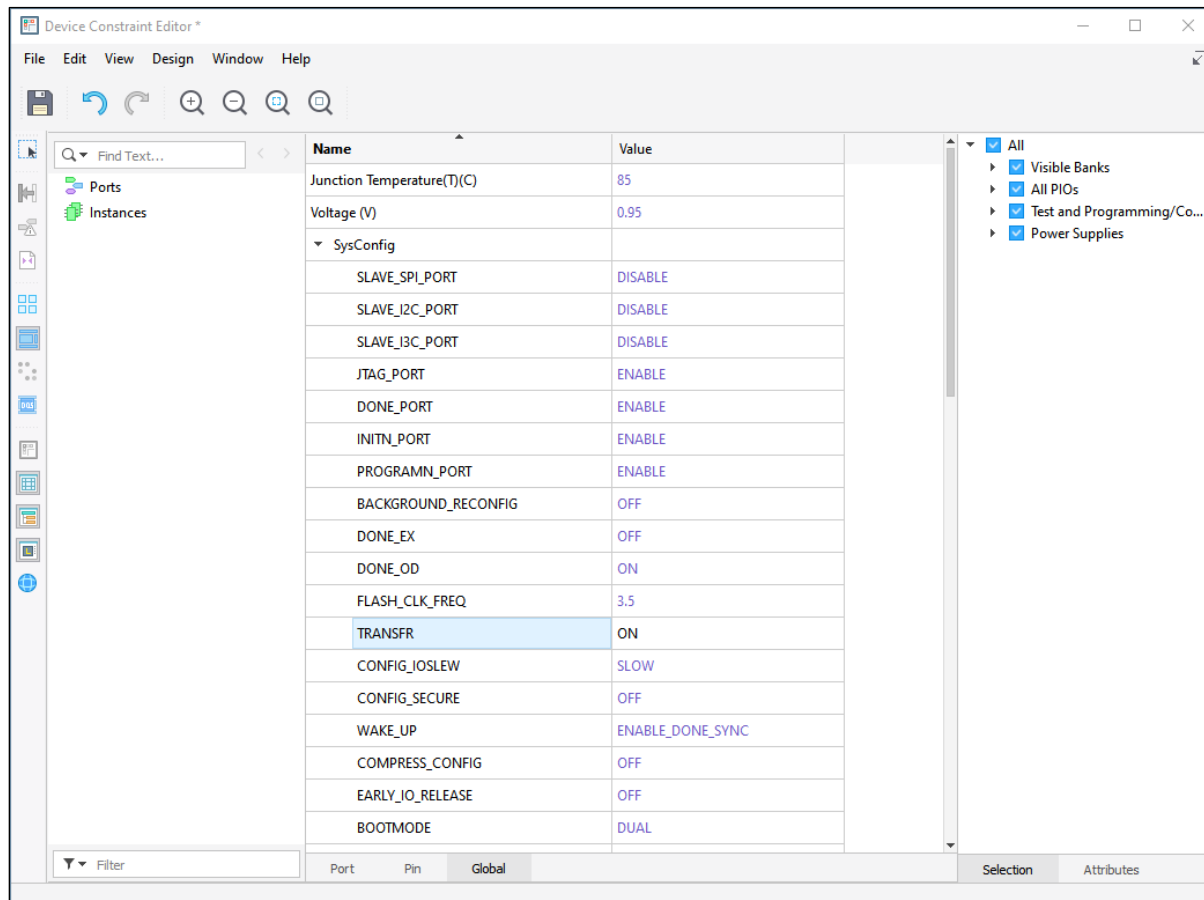 Device Constraint Editor *
File Edit View Design Window Help
Find Text...
Ports
Instances
Name Value
Junction Temperature(T)(C) 85
Voltage (V) 0.95
SysConfig
SLAVE_SPI_PORT DISABLE
SLAVE_I2C_PORT DISABLE
SLAVE_I3C_PORT DISABLE
JTAG_PORT ENABLE
DONE_PORT ENABLE
INITN_PORT ENABLE
PROGRAMN_PORT ENABLE
BACKGROUND_RECONFIG OFF
DONE_EX OFF
DONE_OD ON
FLASH_CLK_FREQ 3.5
TRANSFR ON
CONFIG_IOSLEW SLOW
CONFIG_SECURE OFF
WAKE_UP ENABLE_DONE_SYNC
COMPRESS_CONFIG OFF
EARLY_IO_RELEASE OFF
BOOTMODE DUAL
Filter
Port Pin Global
All
Visible Banks
All PIOs
Test and Programming/Co...
Power Supplies
Selection Attributes